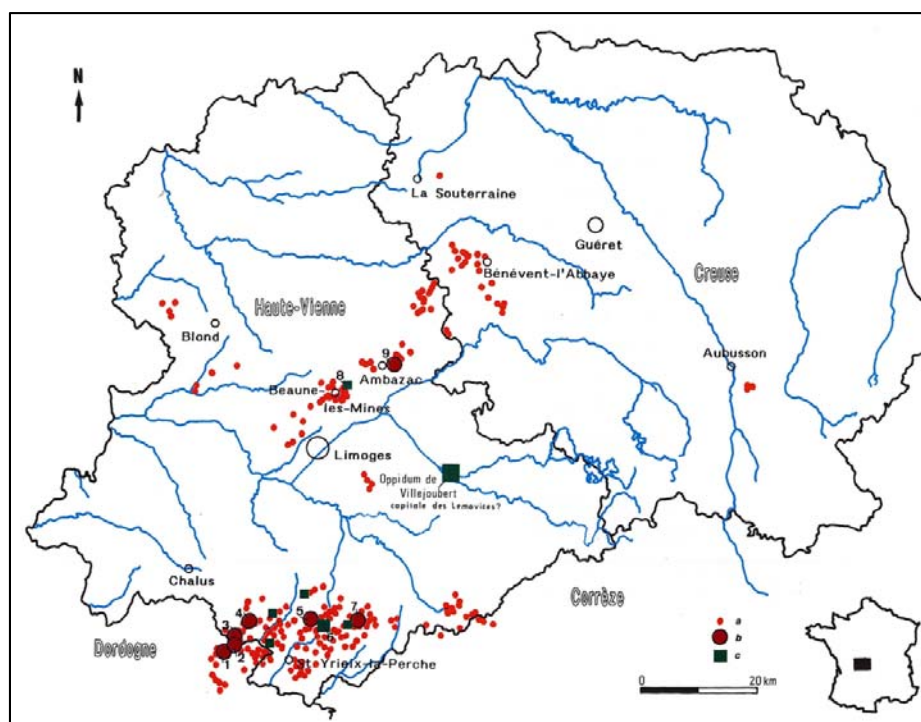 N
La Souterraine
Guéret
Bénévent-l'Abbaye
Creuse
Haute-Vienne
Blond
Aubusson
9
Ambazac
8
Beaune-
les-Mines
Limoges
Oppidum de
Villejoubert
capitale des Lemovices?
Chalus
Corrèze
4
5
7
3
6
Dordogne
1
2
St Yrieix-la-Perche
a
b
c
0
20 km